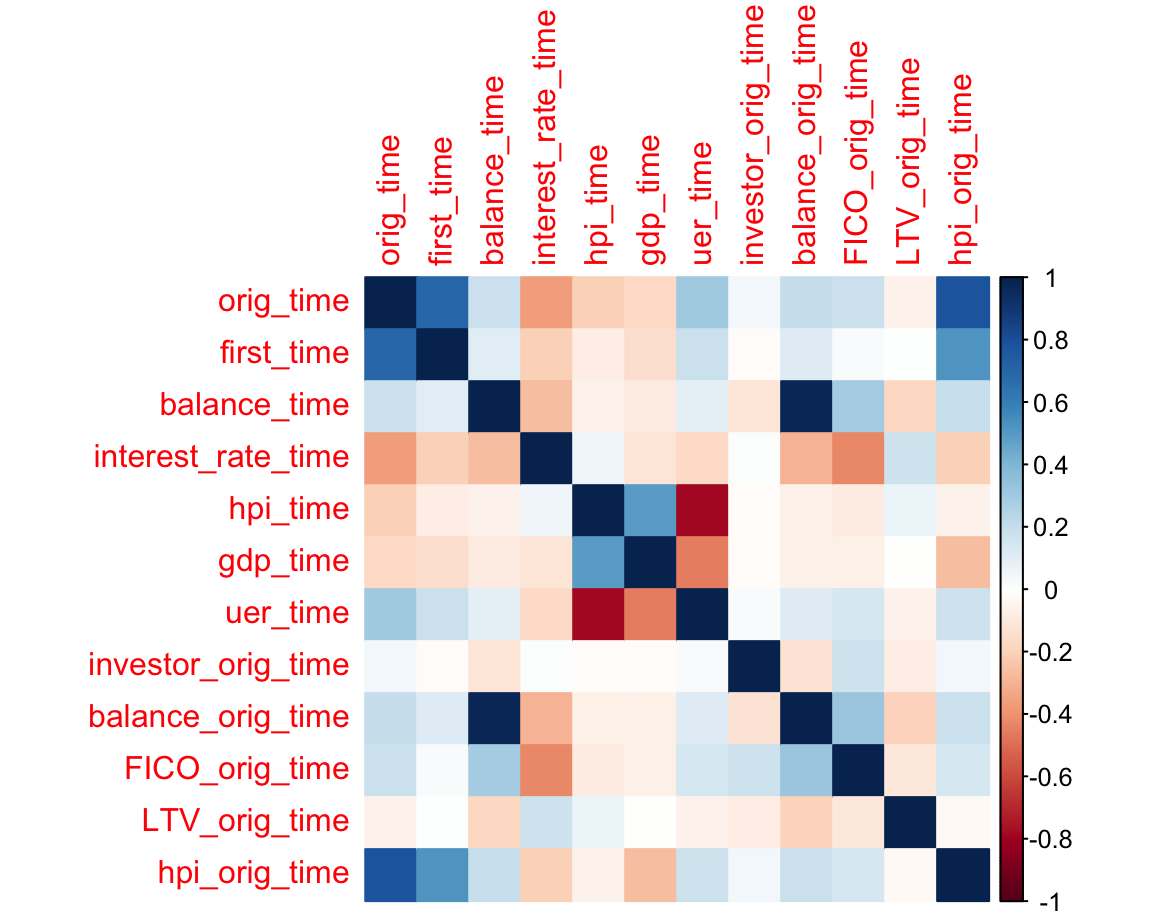 orig_time
first_time
balance_time
interest_rate_time
hpi_time
gdp_time
uer_time
investor_orig_time
balance_orig_time
FICO_orig_time
LTV_orig_time
hpi_orig_time
orig_time
first_time
balance_time
interest_rate_time
hpi_time
gdp_time
uer_time
investor_orig_time
balance_orig_time
FICO_orig_time
LTV_orig_time
hpi_orig_time
1
0.8
0.6
0.4
0.2
0
-0.2
-0.4
-0.6
-0.8
-1